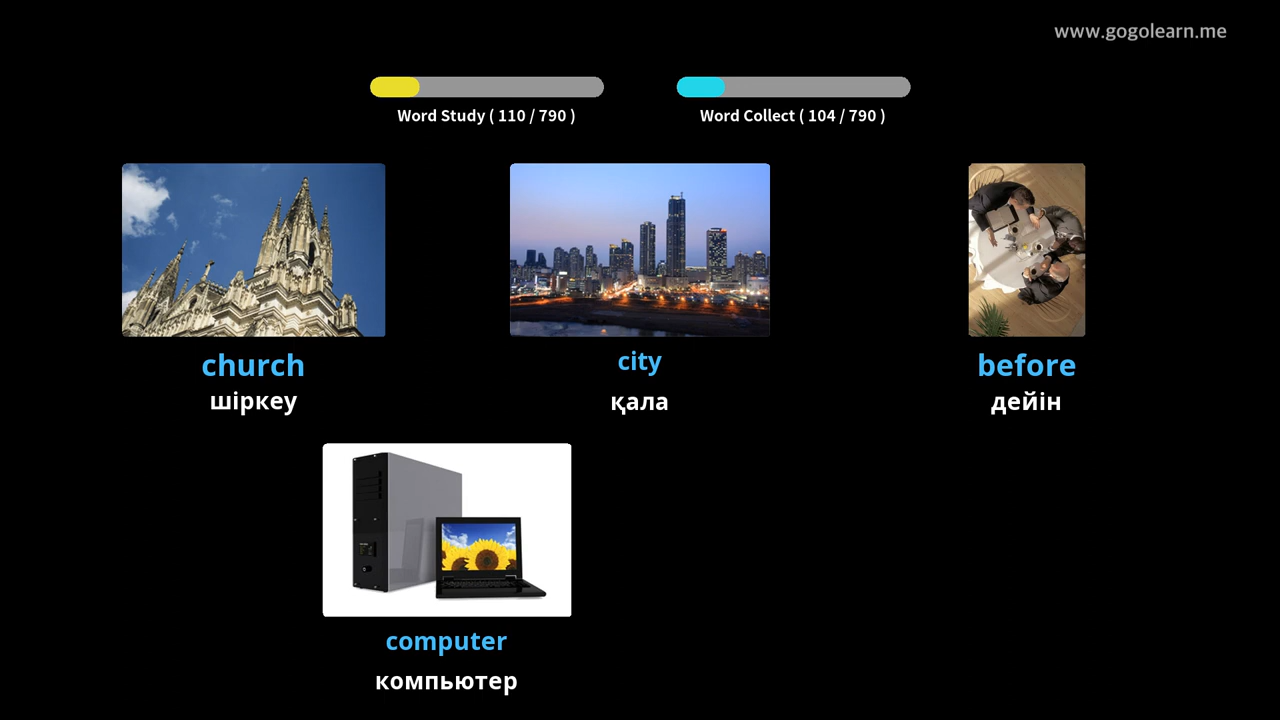 www.gogolearn.me
Word Study ( 110 / 790 )
Word Collect ( 104 / 790 )
church
шіркеу
city
қала
before
дейін
computer
компьютер